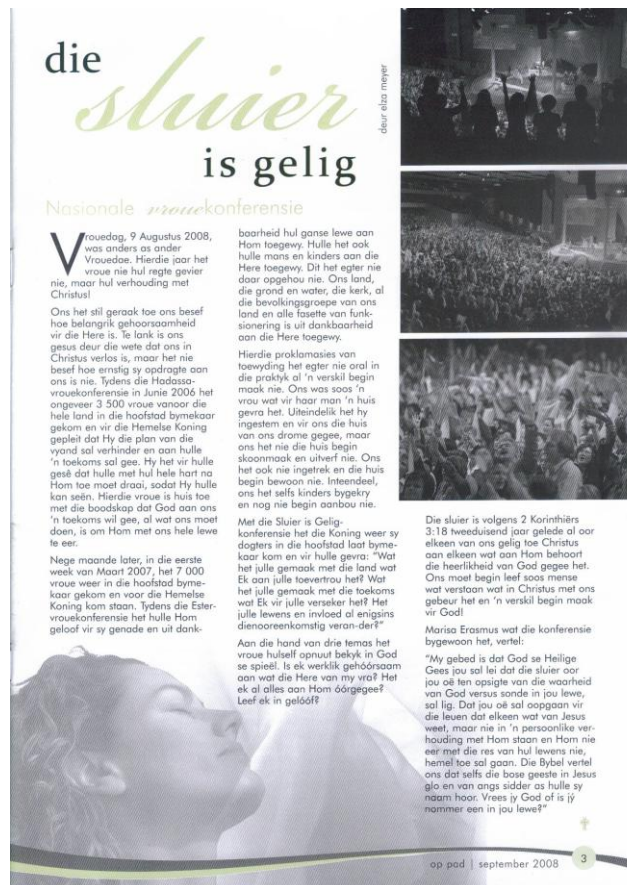 die
sluier
is gelig
deur elza meyer
Nasionale vrouekonferensie
Vrouedag, 9 Augustus 2008,
was anders as ander
Vrouedae. Hierdie jaar het
vroue nie hul regte gevier
nie, maar hul verhouding met
Christus!
Ons het stil geraak toe ons besef
hoe belangrik gehoorsaamheid
vir die Here is. Te lank is ons
gesus deur die wete dat ons in
Christus verlos is, maar het nie
besef hoe ernstig sy opdragte aan
ons is nie. Tydens die Hadassa-
vrouekonferensie in Junie 2006 het
ongeveer 3 500 vroue vanoor die
hele land in die hoofstad bymekaar
gekom en vir die Hemelse Koning
gepleit dat Hy die plan van die
vyand sal verhinder en aan hulle
'n toekoms sal gee. Hy het vir hulle
gesê dat hulle met hul hele hart na
Hom toe moet draai, sodat Hy hulle
kan seën. Hierdie vroue is huis toe
met die boodskap dat God aan ons
'n toekoms wil gee, al wat ons moet
doen, is om Hom met ons hele lewe
te eer.
Nege maande later, in die eerste
week van Maart 2007, het 7 000
vroue weer in die hoofstad byme-
kaar gekom en voor die Hemelse
Koning kom staan. Tydens die Ester-
vrouekonferensie het hulle Hom
geloof vir sy genade en uit dank-
baarheid hul ganse lewe aan
Hom toegewy. Hulle het ook
hulle mans en kinders aan die
Here toegewy. Dit het egter nie
daar opgehou nie. Ons land,
die grond en water, die kerk, al
die bevolkingsgroepe van ons
land en alle fasette van funk-
sionering is uit dankbaarheid
aan die Here toegewy.
Hierdie proklamasies van
toewyding het egter nie oral in
die praktyk al 'n verskil begin
maak nie. Ons was soos 'n
vrou wat vir haar man 'n huis
gevra het. Uiteindelik het hy
ingestem en vir ons die huis
van ons drome gegee, maar
ons het nie die huis begin
skoonmaak en uitverf nie. Ons
het ook nie ingetrek en die huis
begin bewoon nie. Inteendeel,
ons het selfs kinders bygekry
en nog nie begin aanbou nie.
Met die Sluier is Gelig-
konferensie het die Koning weer sy
dogters in die hoofstad laat byme-
kaar kom en vir hulle gevra: "Wat
het julle gemaak met die land wat
Ek aan julle toevertrou het? Wat
het julle gemaak met die toekoms
wat Ek vir julle verseker het? Het
julle lewens en invloed al enigsins
dienooreenkomstig veran-der?"
Aan die hand van drie temas het
vroue hulself opnuut bekyk in God
se spieël. Is ek werklik gehóórsaam
aan wat die Here van my vra? Het
ek al alles aan Hom óórgegee?
Leef ek in gelóóf?
Die sluier is volgens 2 Korinthiërs
3:18 tweeduisend jaar gelede al oor
elkeen van ons gelig toe Christus
aan elkeen wat aan Hom behoort
die heerlikheid van God gegee het.
Ons moet begin leef soos mense
wat verstaan wat in Christus met ons
gebeur het en 'n verskil begin maak
vir God!
Marisa Erasmus wat die konferensie
bygewoon het, vertel:
"My gebed is dat God se Heilige
Gees jou sal lei dat die sluier oor
jou oë ten opsigte van die waarheid
van God versus sonde in jou lewe,
sal lig. Dat jou oë sal oopgaan vir
die leuen dat elkeen wat van Jesus
weet, maar nie in 'n persoonlike ver-
houding met Hom staan en Hom nie
eer met die res van hul lewens nie,
hemel toe sal gaan. Die Bybel vertel
ons dat selfs die bose geeste in Jesus
glo en van angs sidder as hulle sy
naam hoor. Vrees jy God of is jý
nommer een in jou lewe?"
op pad | september 2008 3